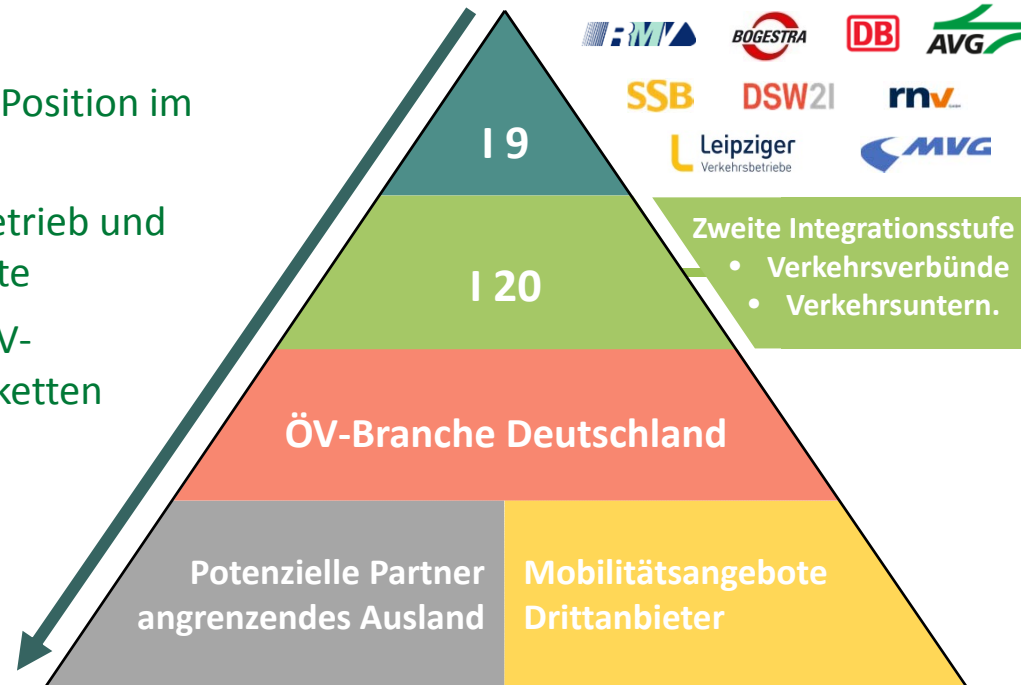 Position im
etrieb und
te
V-
ketten
RMV
BOGESTRA
DB
AVG
SSB
DSW21
rnv
Leipziger
Verkehrsbetriebe
MVG
I 9
Zweite Integrationsstufe
• Verkehrsverbünde
• Verkehrsuntern.
I 20
ÖV-Branche Deutschland
Potenzielle Partner
angrenzendes Ausland
Mobilitätsangebote
Drittanbieter